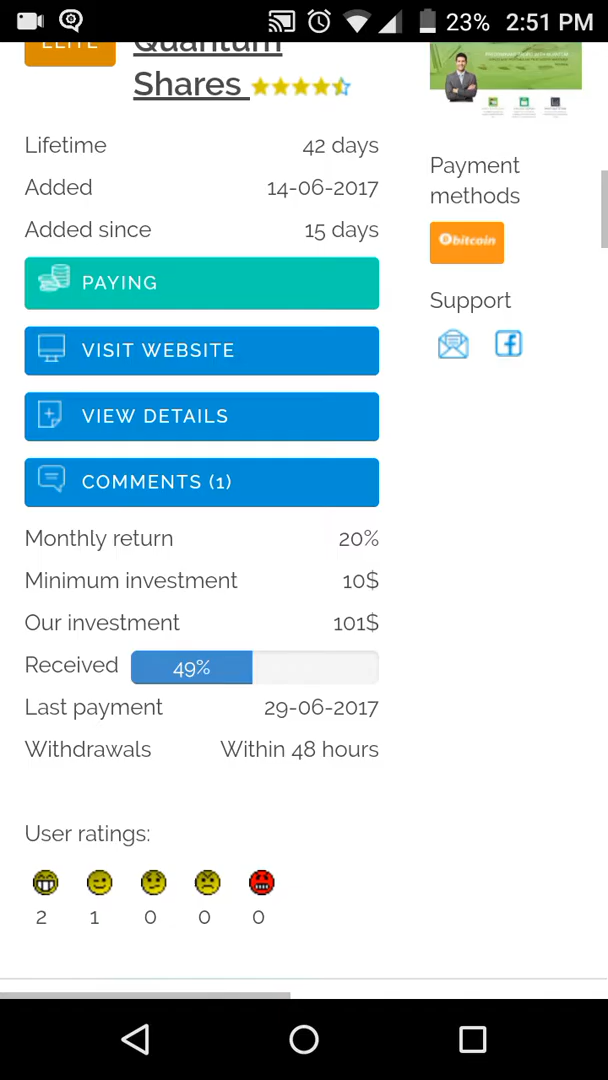 23% 2:51 PM
ELITE
Quantum
Shares
Lifetime 42 days
Added 14-06-2017
Added since 15 days
PAYING
VISIT WEBSITE
VIEW DETAILS
COMMENTS (1)
Monthly return 20%
Minimum investment 10$
Our investment 101$
Received 49%
Last payment 29-06-2017
Withdrawals Within 48 hours
User ratings:
2 1 0 0 0
Payment
methods
bitcoin
Support